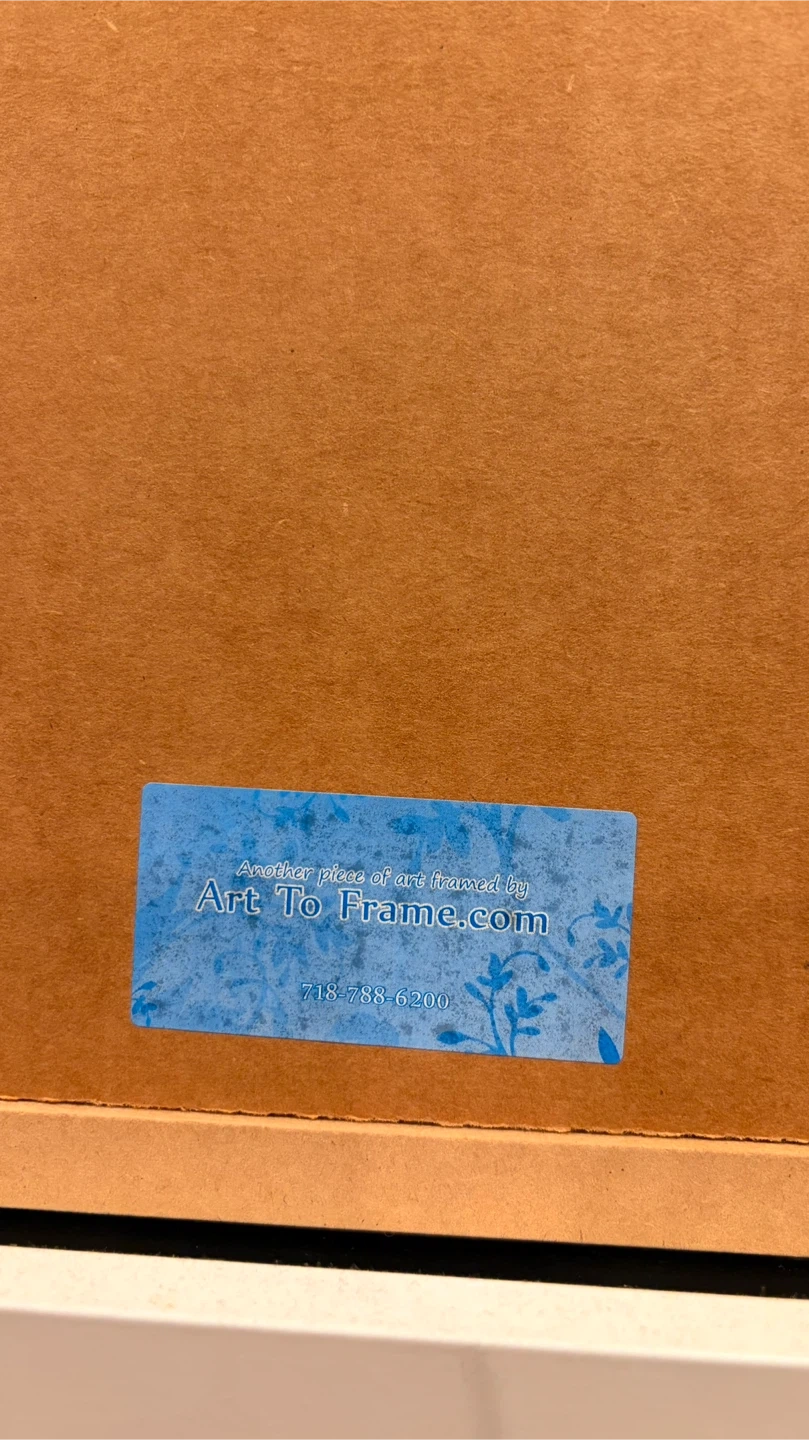 Another piece of art framed by
Art To Frame.com
718-788-6200